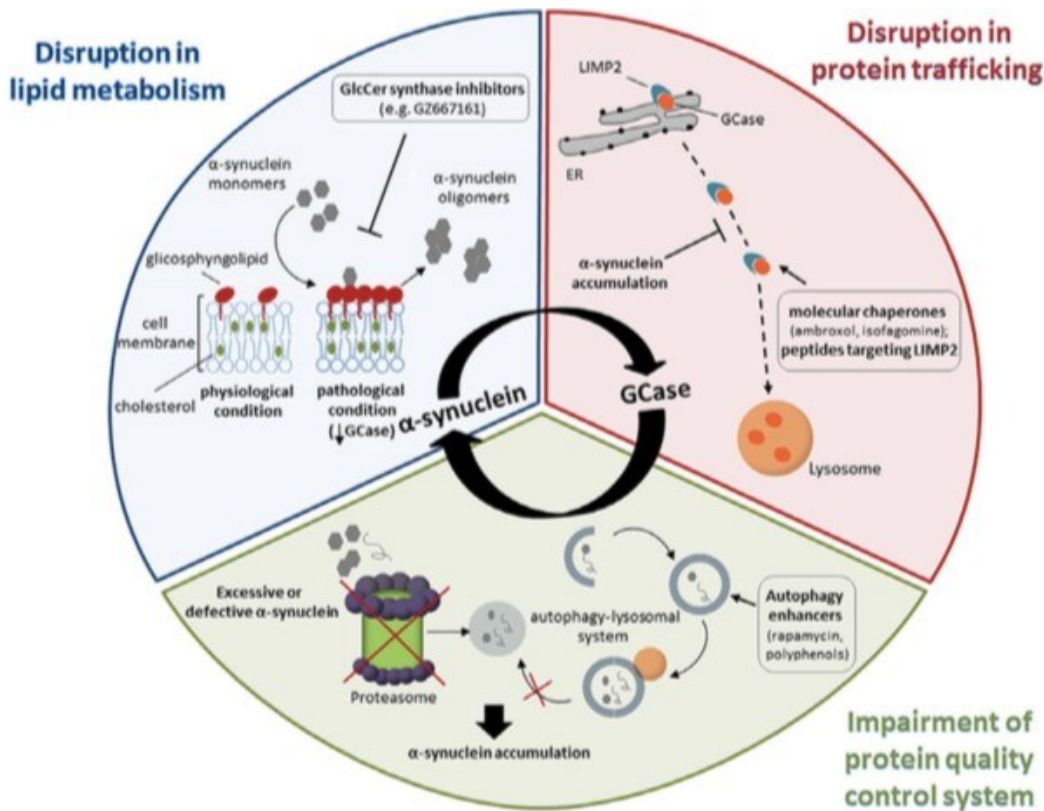 Disruption in
lipid metabolism
GlcCer synthase inhibitors
(e.g. GZ667161)
α-synuclein
monomers
α-synuclein
oligomers
glicosphyngolipid
cell
membrane
cholesterol
physiological
condition
pathological
condition
(↓GCase)
α-synuclein
GCase
Disruption in
protein trafficking
LIMP2
GCase
ER
α-synuclein
accumulation
molecular chaperones
(ambroxol, isofagomine);
peptides targeting LIMP2
Lysosome
Excessive or
defective α-synuclein
Proteasome
autophagy-lysosomal
system
Autophagy
enhancers
(rapamycin,
polyphenols)
α-synuclein accumulation
Impairment of
protein quality
control system